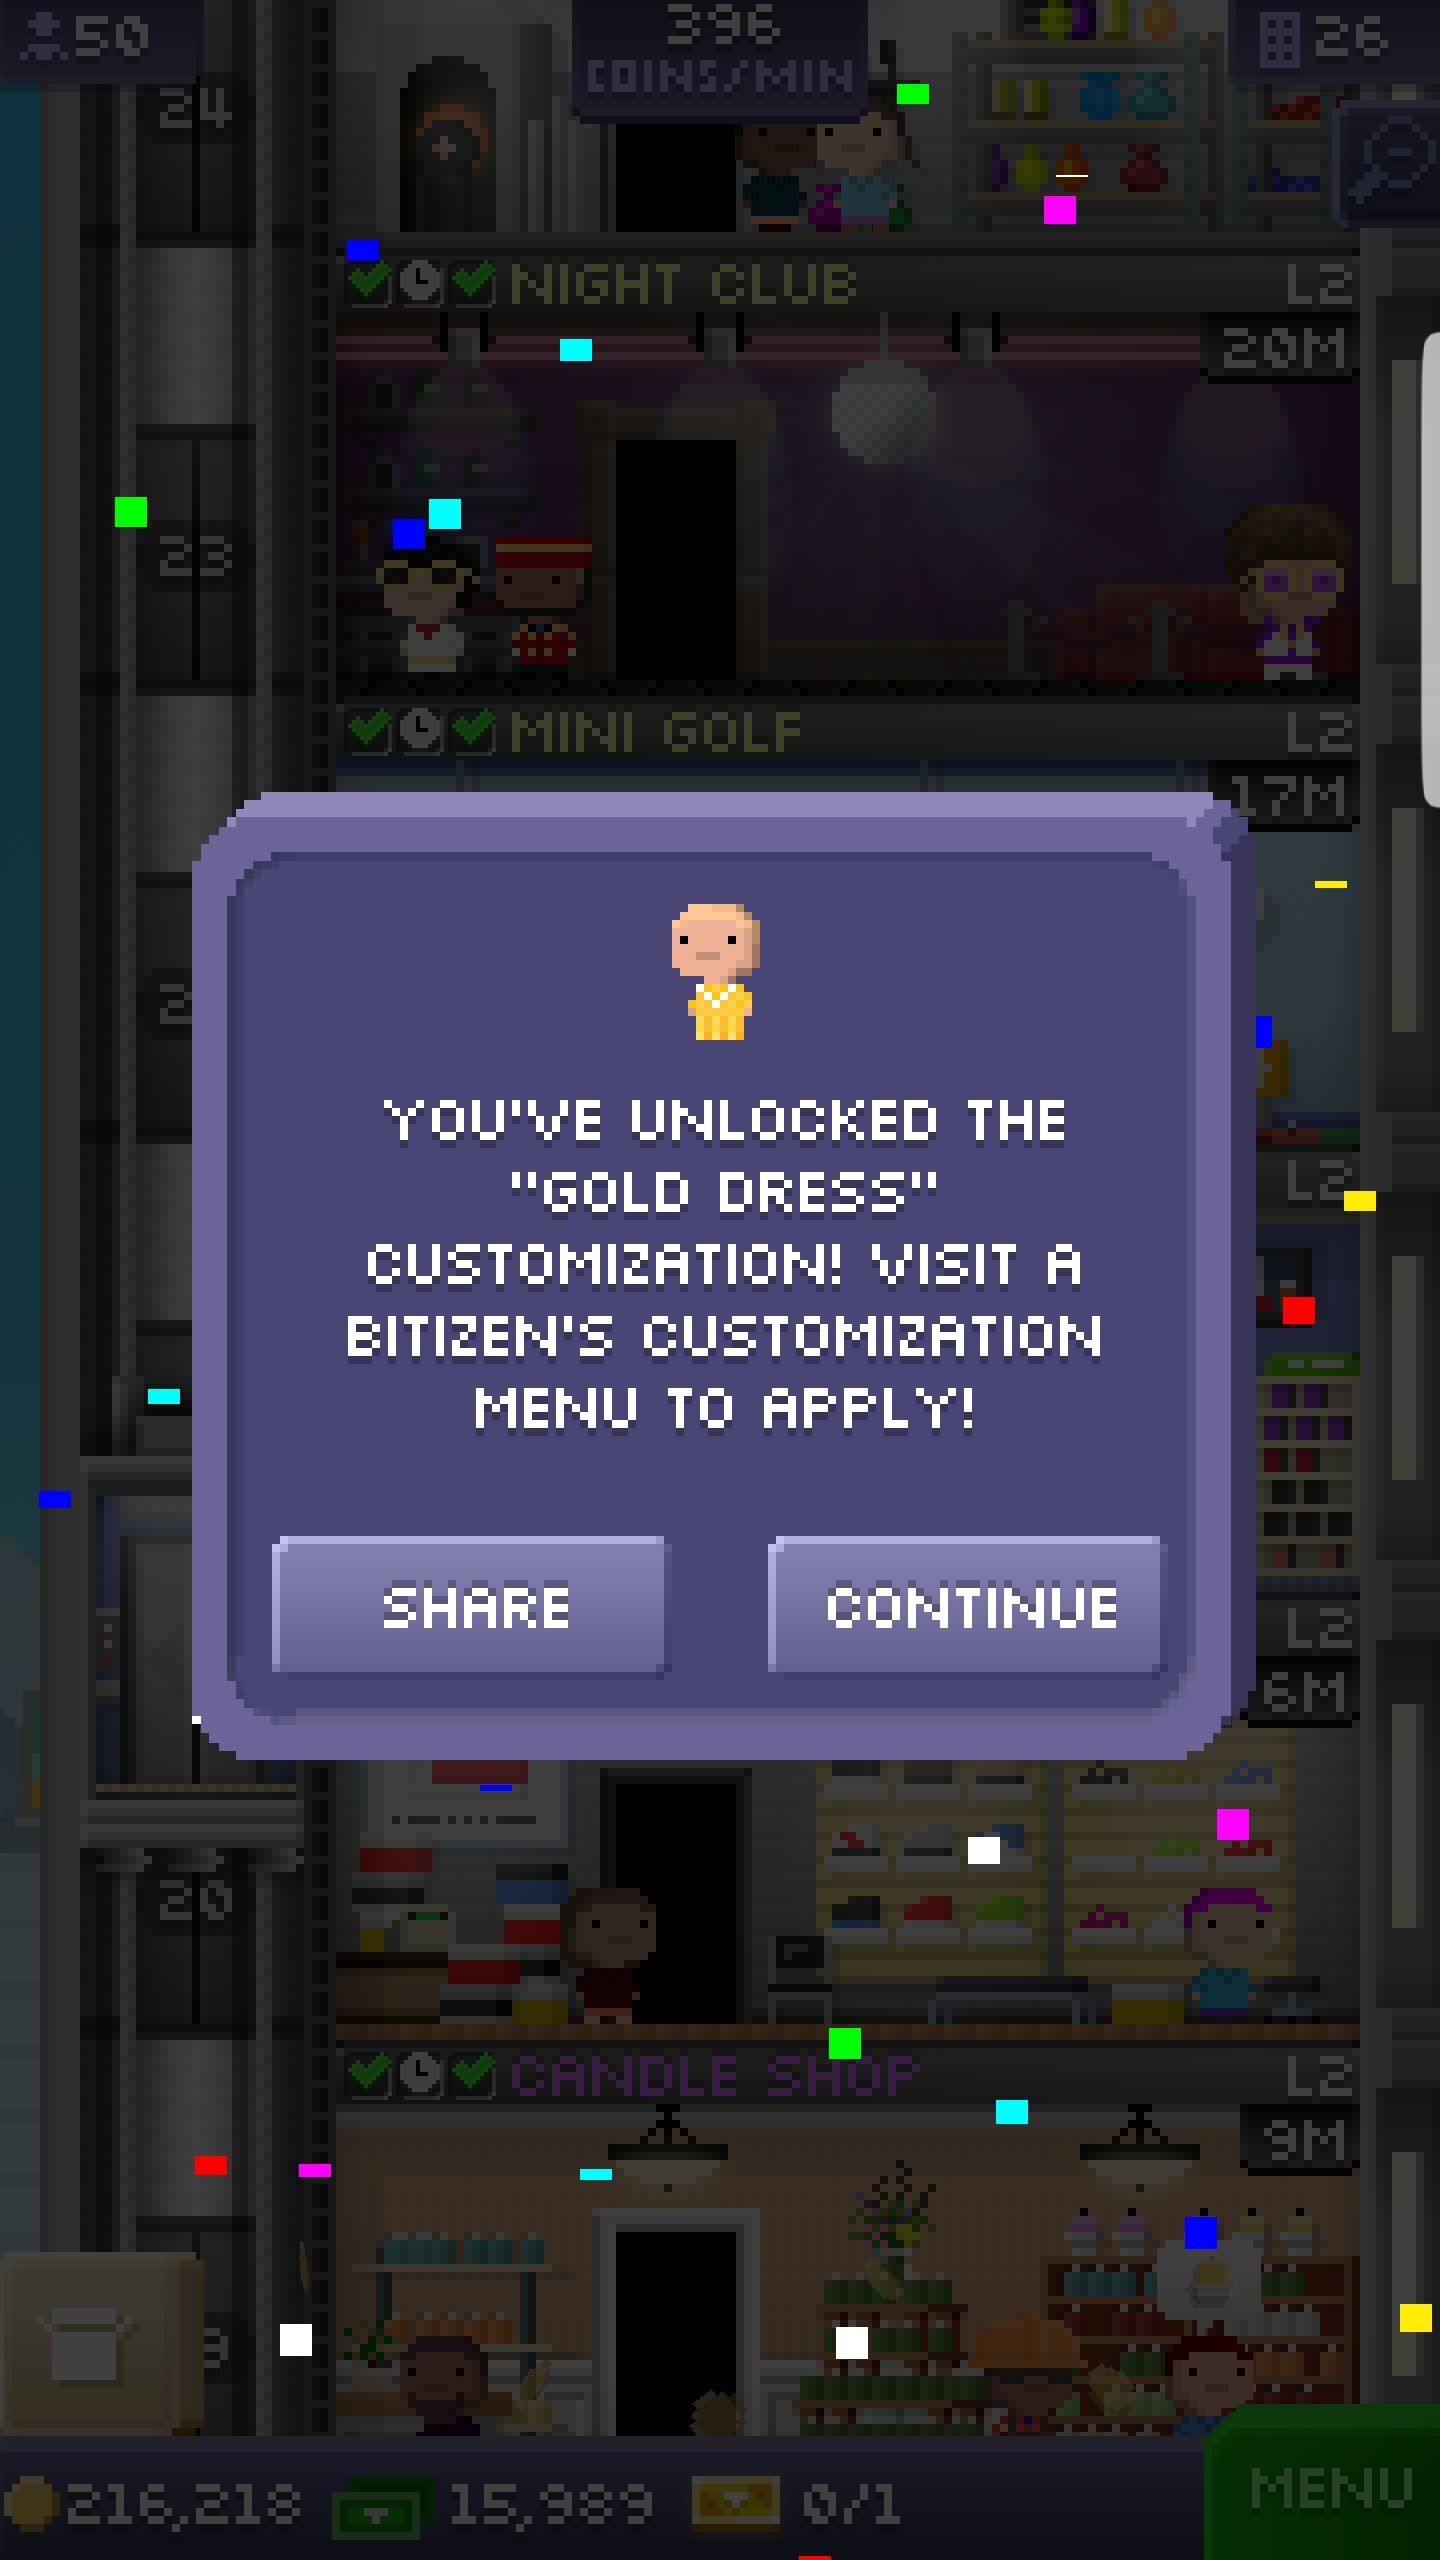 50
396
COINS/MIN
26
24
NIGHT CLUB
L2
20M
23
MINI GOLF
L2
17M
YOU'VE UNLOCKED THE
"GOLD DRESS"
CUSTOMIZATION! VISIT A
BITIZEN'S CUSTOMIZATION
MENU TO APPLY!
L2
SHARE
CONTINUE
L2
6M
20
CANDLE SHOP
L2
9M
216,218
15,989
0/1
MENU